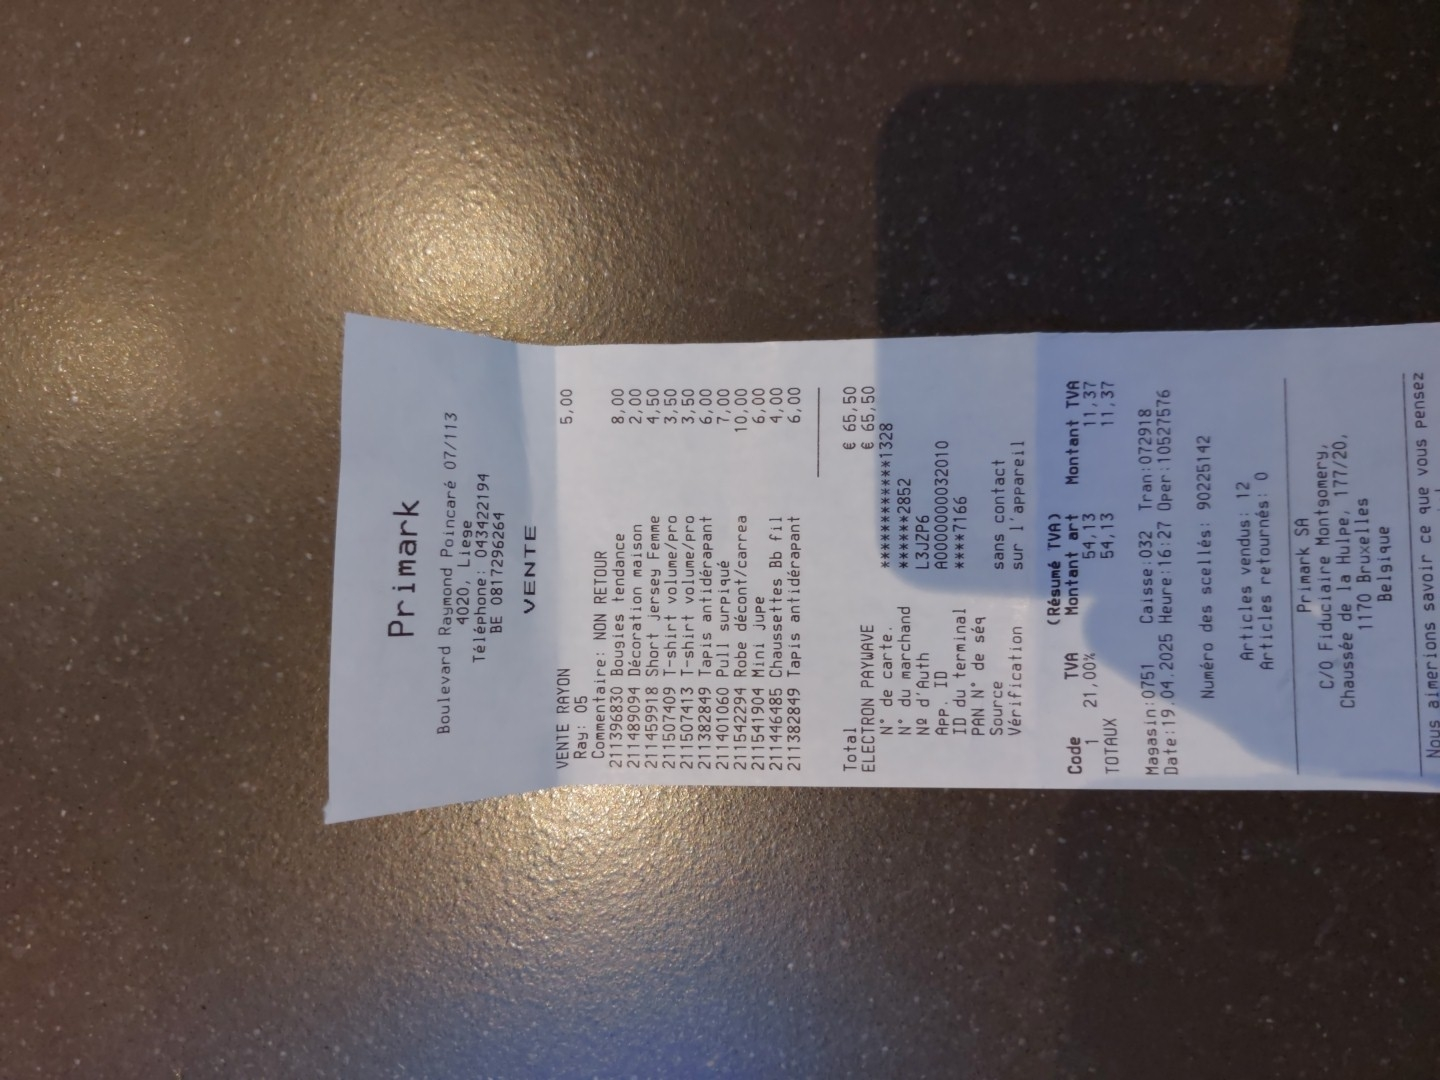 Primark
Boulevard Raymond Poincaré 07/113
4020, Liege
Téléphone: 043422194
BE 0817296264
VENTE
VENTE RAYON 5,00
Ray: 05
Commentaire: NON RETOUR
211396830 Bougies tendance 8,00
211489094 Décoration maison 2,00
211459918 Short jersey Femme 4,50
211507409 T-shirt volume/pro 3,50
211507413 T-shirt volume/pro 3,50
211382849 Tapis antidérapant 6,00
211401060 Pull surpiqué 7,00
211542294 Robe décont/carrea 10,00
211541904 Mini jupe 6,00
211446485 Chaussettes Bb fil 4,00
211382849 Tapis antidérapant 6,00
Total € 65,50
ELECTRON PAYWAVE € 65,50
N° de carte. ************1328
N° du marchand ******2852
Nº d'Auth L3JZP6
APP. ID A0000000032010
ID du terminal ****7166
PAN N° de séq
Source sans contact
Vérification sur l'appareil
(Résumé TVA)
Code TVA Montant art Montant TVA
1 21,00% 54,13 11,37
TOTAUX 54,13 11,37
Magasin:0751 Caisse:032 Tran:072918
Date:19.04.2025 Heure:16:27 Oper:10527576
Numéro des scellés: 90225142
Articles vendus: 12
Articles retournés: 0
Primark SA
C/O Fiduciaire Montgomery,
Chaussée de la Hulpe, 177/20,
1170 Bruxelles
Belgique
Nous aimerions savoir ce que vous pensez